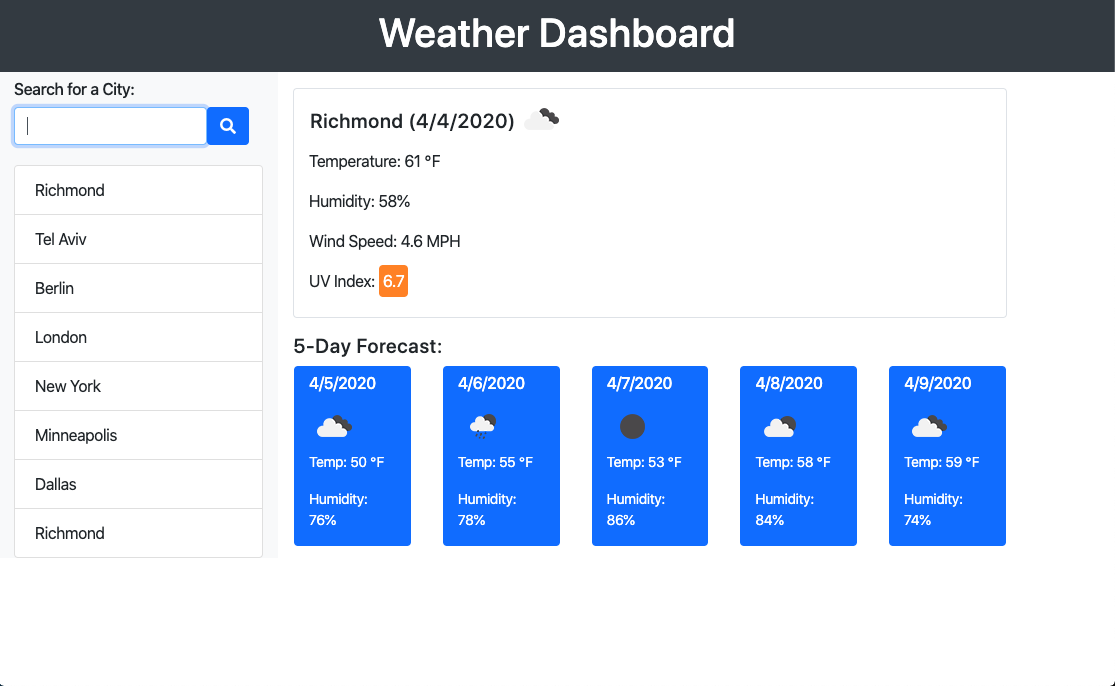 Weather Dashboard
Search for a City:
Richmond
Tel Aviv
Berlin
London
New York
Minneapolis
Dallas
Richmond
Richmond (4/4/2020)
Temperature: 61 °F
Humidity: 58%
Wind Speed: 4.6 MPH
UV Index: 6.7
5-Day Forecast:
4/5/2020
Temp: 50 °F
Humidity:
76%
4/6/2020
Temp: 55 °F
Humidity:
78%
4/7/2020
Temp: 53 °F
Humidity:
86%
4/8/2020
Temp: 58 °F
Humidity:
84%
4/9/2020
Temp: 59 °F
Humidity:
74%